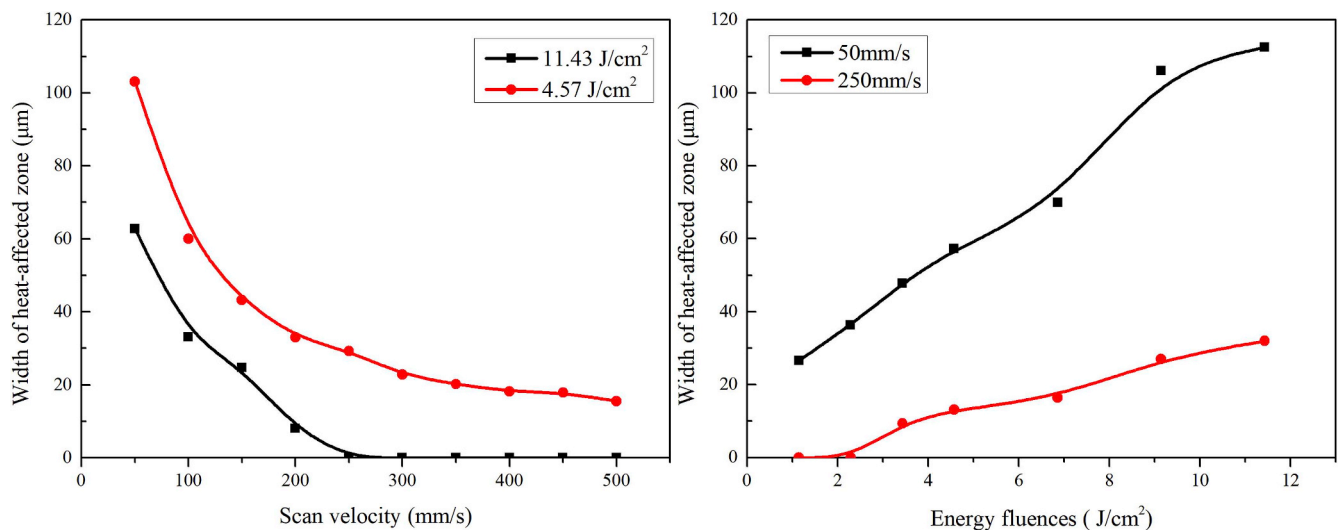 120
100
80
60
40
20
0
Width of heat-affected zone (μm)
11.43 J/cm²
4.57 J/cm²
0 100 200 300 400 500
Scan velocity (mm/s)
120
100
80
60
40
20
0
Width of heat-affected zone (μm)
50mm/s
250mm/s
0 2 4 6 8 10 12
Energy fluences ( J/cm²)